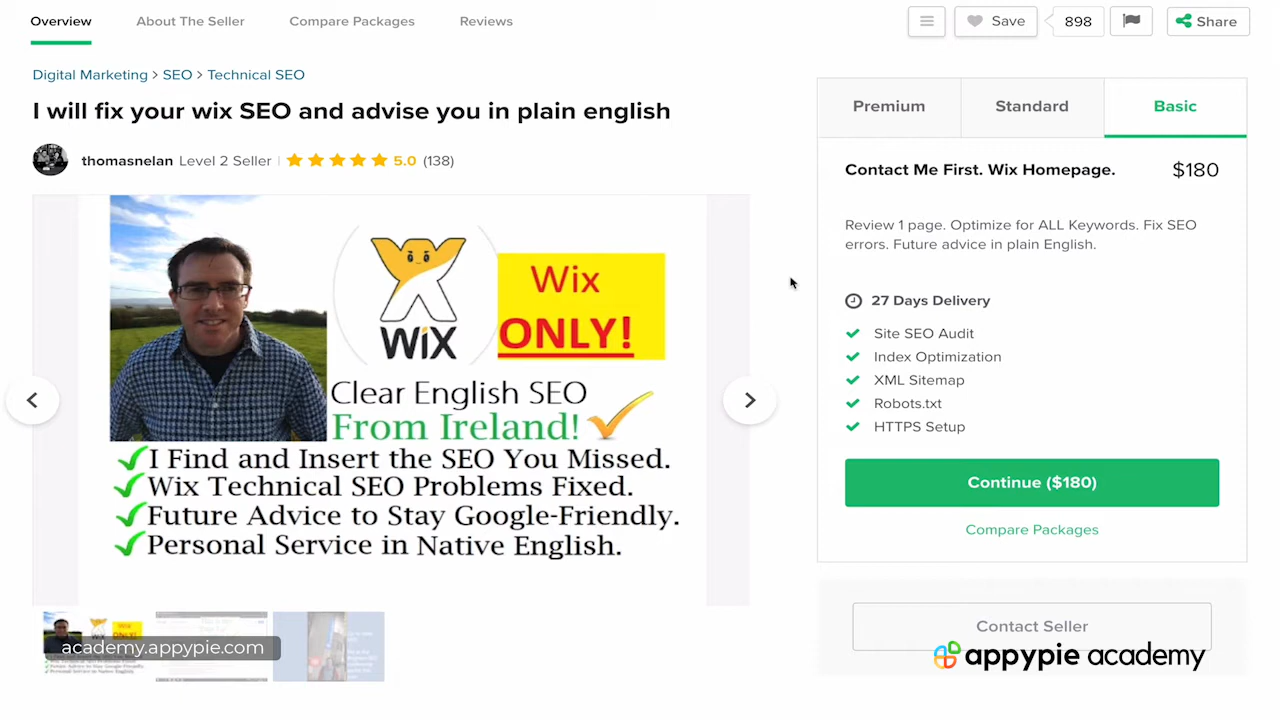 Overview About The Seller Compare Packages Reviews
Save 898 Share
Digital Marketing > SEO > Technical SEO
I will fix your wix SEO and advise you in plain english
thomasnelan Level 2 Seller 5.0 (138)
Wix
ONLY!
WiX
Clear English SEO
From Ireland!
I Find and Insert the SEO You Missed.
Wix Technical SEO Problems Fixed.
Future Advice to Stay Google-Friendly.
Personal Service in Native English.
Premium Standard Basic
Contact Me First. Wix Homepage. $180
Review 1 page. Optimize for ALL Keywords. Fix SEO
errors. Future advice in plain English.
27 Days Delivery
Site SEO Audit
Index Optimization
XML Sitemap
Robots.txt
HTTPS Setup
Continue ($180)
Compare Packages
Contact Seller
academy.appypie.com
appypie academy